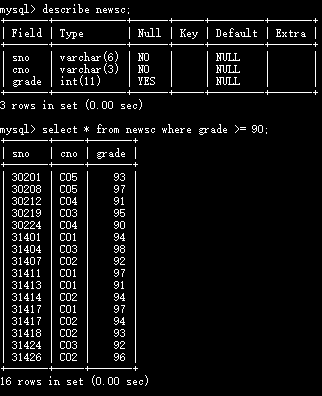 mysql> describe newsc;
| Field | Type | Null | Key | Default | Extra |
| sno | varchar(6) | NO | | NULL | |
| cno | varchar(3) | NO | | NULL | |
| grade | int(11) | YES | | NULL | |
3 rows in set (0.00 sec)
mysql> select * from newsc where grade >= 90;
| sno | cno | grade |
| 30201 | C05 | 93 |
| 30208 | C05 | 97 |
| 30212 | C04 | 91 |
| 30219 | C03 | 95 |
| 30224 | C04 | 90 |
| 31401 | C01 | 94 |
| 31404 | C03 | 98 |
| 31407 | C02 | 92 |
| 31411 | C01 | 97 |
| 31413 | C01 | 91 |
| 31414 | C02 | 94 |
| 31417 | C01 | 97 |
| 31417 | C02 | 94 |
| 31418 | C02 | 93 |
| 31424 | C03 | 92 |
| 31426 | C02 | 96 |
16 rows in set (0.00 sec)